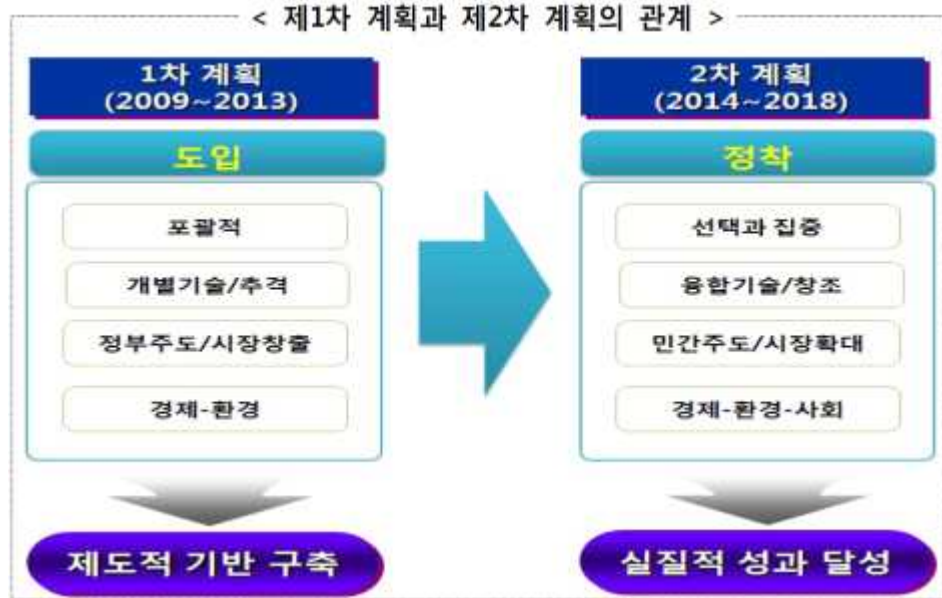 < 제1차 계획과 제2차 계획의 관계 >
1차 계획
(2009~2013)
도입
포괄적
개별기술/추격
정부주도/시장창출
경제-환경
제도적 기반 구축
2차 계획
(2014~2018)
정착
선택과 집중
융합기술/창조
민간주도/시장확대
경제-환경-사회
실질적 성과 달성